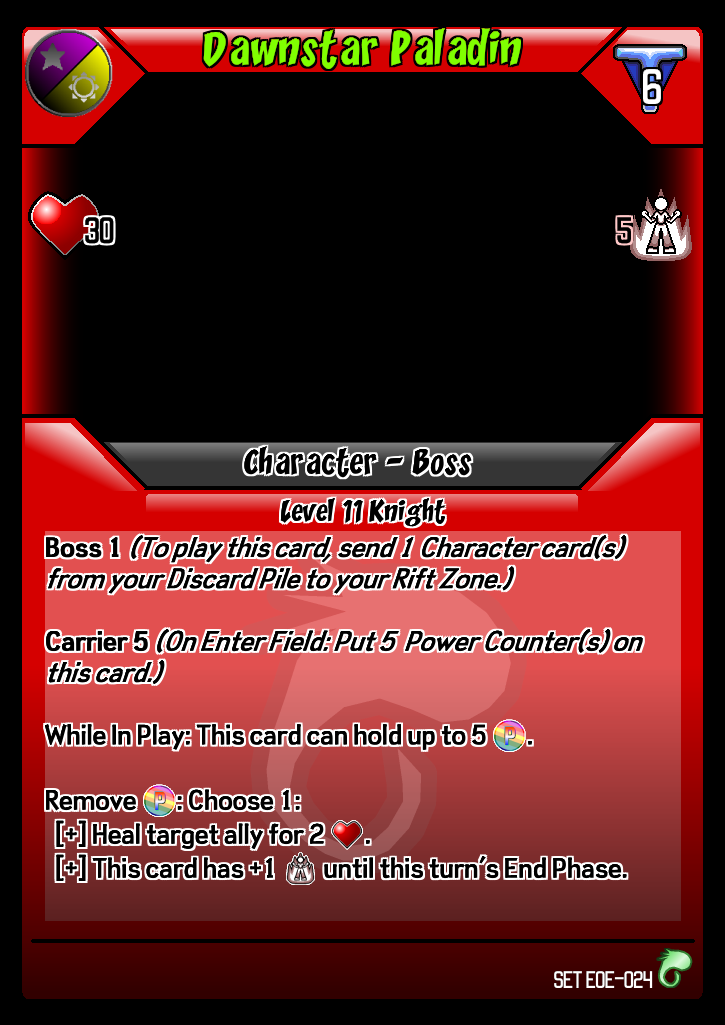 Dawnstar Paladin
6
30
5
Character - Boss
Level 11 Knight
Boss 1 (To play this card, send 1 Character card(s)
from your Discard Pile to your Rift Zone.)
Carrier 5 (On Enter Field: Put 5 Power Counter(s) on
this card.)
While In Play: This card can hold up to 5 P.
Remove P: Choose 1:
[+] Heal target ally for 2 .
[+] This card has +1 until this turn's End Phase.
SET EOE-024